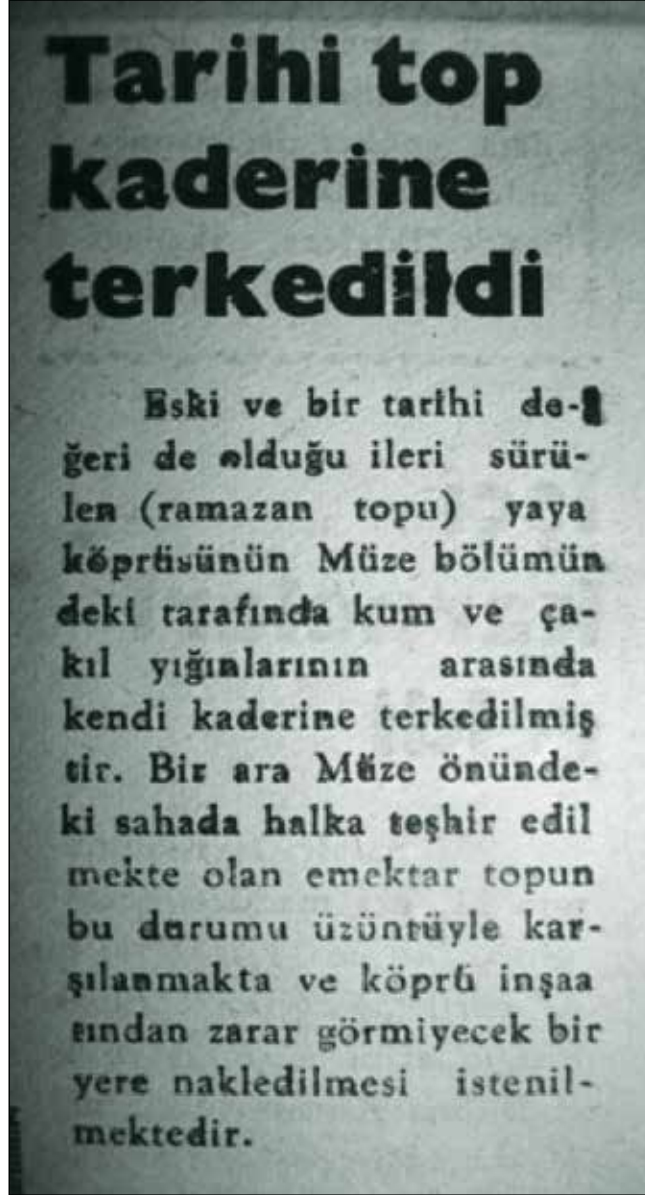 Tarihi top
kaderine
terkedildi
Eski ve bir tarihi de-
ğeri de olduğu ileri sürü-
len (ramazan topu) yaya
köprüsünün Müze bölümün
deki tarafında kum ve ça-
kıl yığınlarının arasında
kendi kaderine terkedilmiş
tir. Bir ara Müze önünde-
ki sahada halka teşhir edil
mekte olan emektar topun
bu durumu üzüntüyle kar-
şılanmakta ve köprü inşaa
tından zarar görmiyecek bir
yere nakledilmesi istenil-
mektedir.